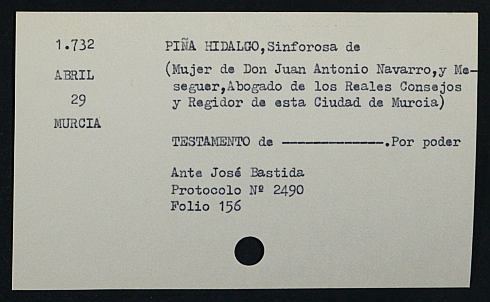 1.732
ABRIL
29
MURCIA
PIÑA HIDALGO,Sinforosa de
(Mujer de Don Juan Antonio Navarro,y Me-
seguer,Abogado de los Reales Consejos
y Regidor de esta Ciudad de Murcia)
TESTAMENTO de -------------.Por poder
Ante José Bastida
Protocolo Nº 2490
Folio 156